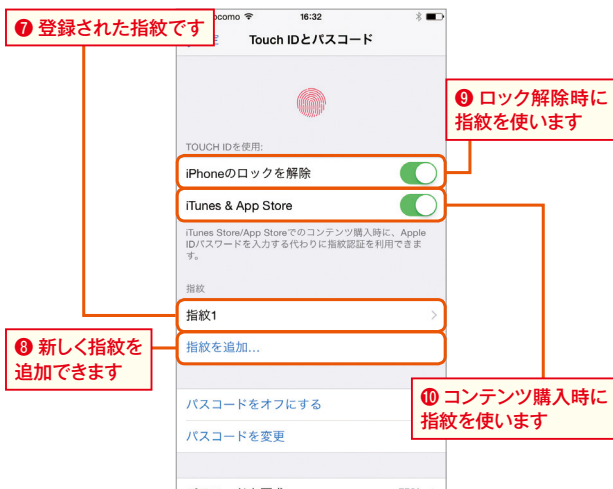 ❼ 登録された指紋です
ocomo 16:32
Touch IDとパスコード
❾ ロック解除時に
指紋を使います
TOUCH IDを使用:
iPhoneのロックを解除
iTunes & App Store
iTunes Store/App Storeでのコンテンツ購入時に、Apple
IDパスワードを入力する代わりに指紋認証を利用できま
す。
指紋
指紋1
❽ 新しく指紋を
追加できます
指紋を追加...
❿ コンテンツ購入時に
指紋を使います
パスコードをオフにする
パスコードを変更